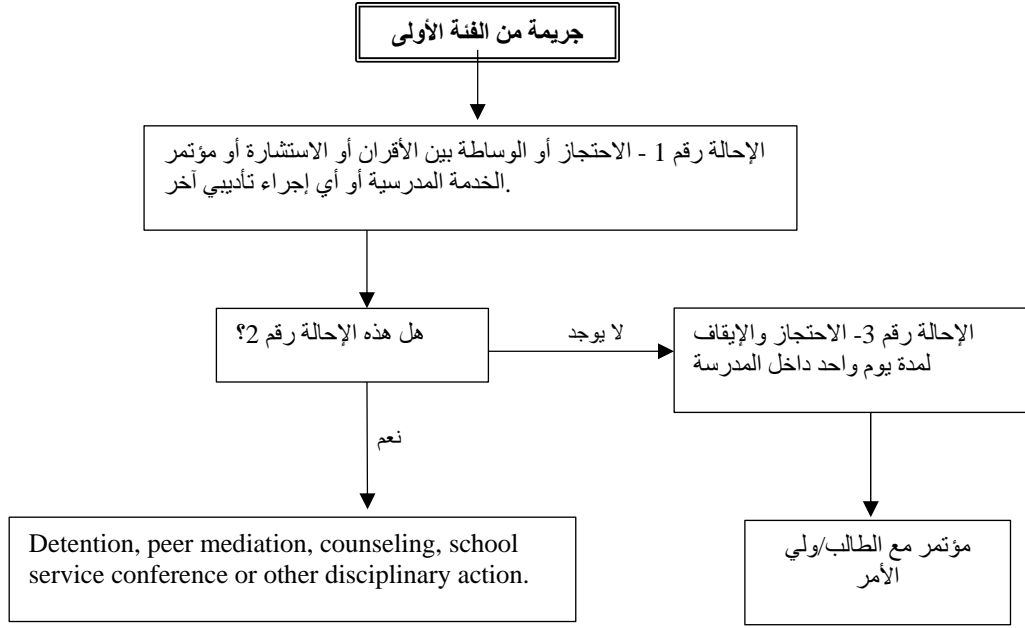 جريمة من الفئة الأولى
الإحالة رقم 1 - الاحتجاز أو الوساطة بين الأقران أو الاستشارة أو مؤتمر
الخدمة المدرسية أو أي إجراء تأديبي آخر.
هل هذه الإحالة رقم 2؟
لا يوجد
الإحالة رقم 3- الاحتجاز والإيقاف
لمدة يوم واحد داخل المدرسة
نعم
Detention, peer mediation, counseling, school
service conference or other disciplinary action.
مؤتمر مع الطالب/ولي
الأمر